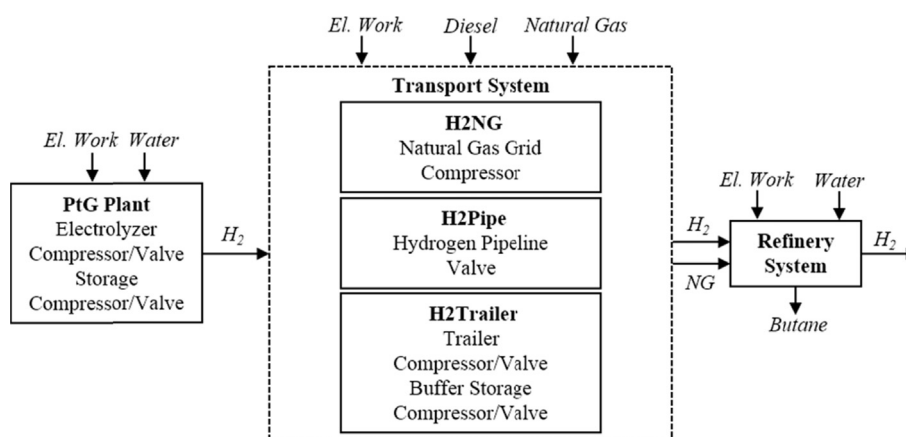 El. Work Diesel Natural Gas
Transport System
H2NG
Natural Gas Grid
Compressor
El. Work Water
PtG Plant
Electrolyzer
Compressor/Valve
Storage
Compressor/Valve
H2
H2Pipe
Hydrogen Pipeline
Valve
H2Trailer
Trailer
Compressor/Valve
Buffer Storage
Compressor/Valve
H2
NG
El. Work Water
Refinery
System
H2
Butane